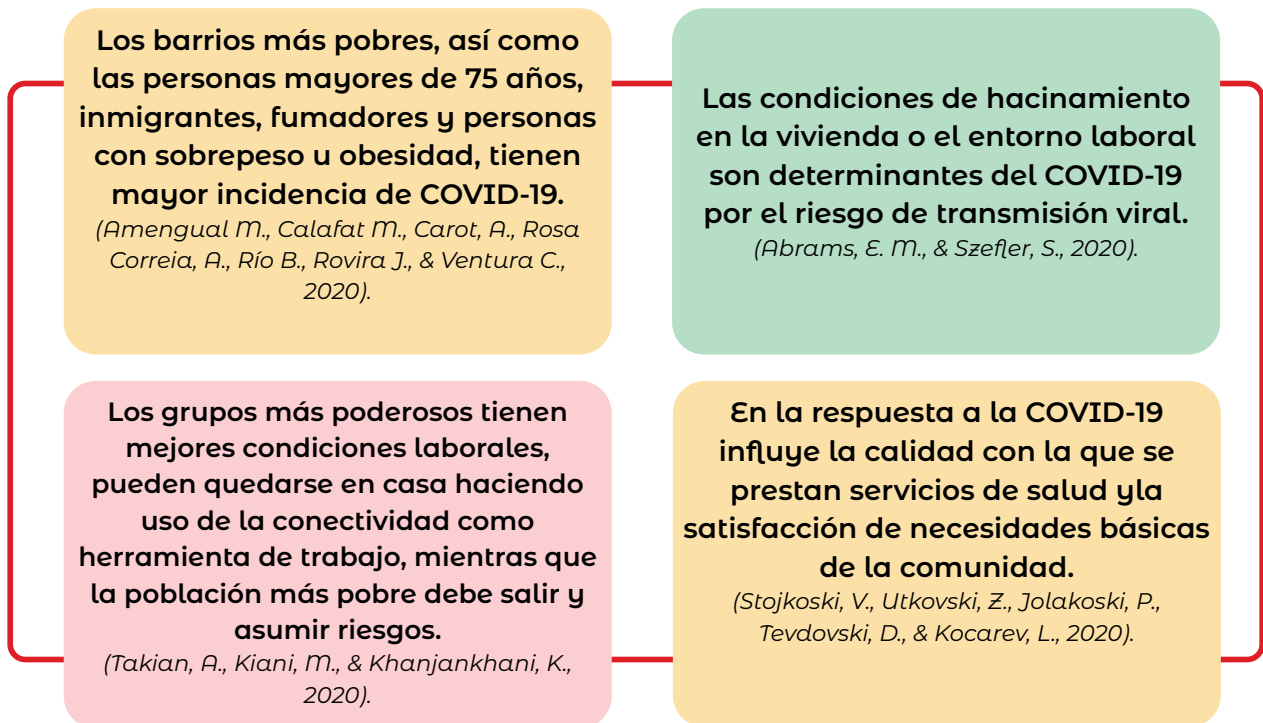 Los barrios más pobres, así como
las personas mayores de 75 años,
inmigrantes, fumadores y personas
con sobrepeso u obesidad, tienen
mayor incidencia de COVID-19.
(Amengual M., Calafat M., Carot, A., Rosa
Correia, A., Río B., Rovira J., & Ventura C.,
2020).
Las condiciones de hacinamiento
en la vivienda o el entorno laboral
son determinantes del COVID-19
por el riesgo de transmisión viral.
(Abrams, E. M., & Szefler, S., 2020).
Los grupos más poderosos tienen
mejores condiciones laborales,
pueden quedarse en casa haciendo
uso de la conectividad como
herramienta de trabajo, mientras que
la población más pobre debe salir y
asumir riesgos.
(Takian, A., Kiani, M., & Khanjankhani, K.,
2020).
En la respuesta a la COVID-19
influye la calidad con la que se
prestan servicios de salud yla
satisfacción de necesidades básicas
de la comunidad.
(Stojkoski, V., Utkovski, Z., Jolakoski, P.,
Tevdovski, D., & Kocarev, L., 2020).